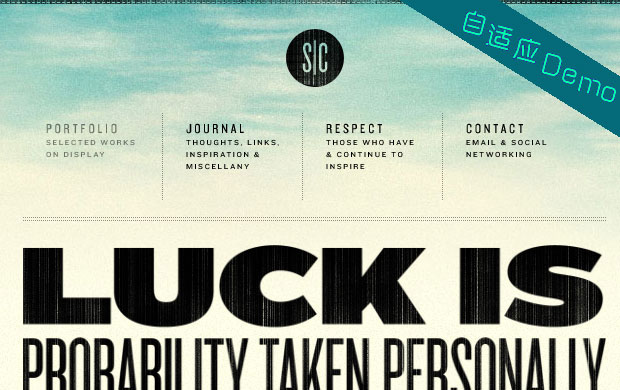 自适应Demo
S|C
PORTFOLIO
SELECTED WORKS
ON DISPLAY
JOURNAL
THOUGHTS, LINKS,
INSPIRATION &
MISCELLANY
RESPECT
THOSE WHO HAVE
& CONTINUE TO
INSPIRE
CONTACT
EMAIL & SOCIAL
NETWORKING
LUCK IS
PROBABILITY TAKEN PERSONALLY